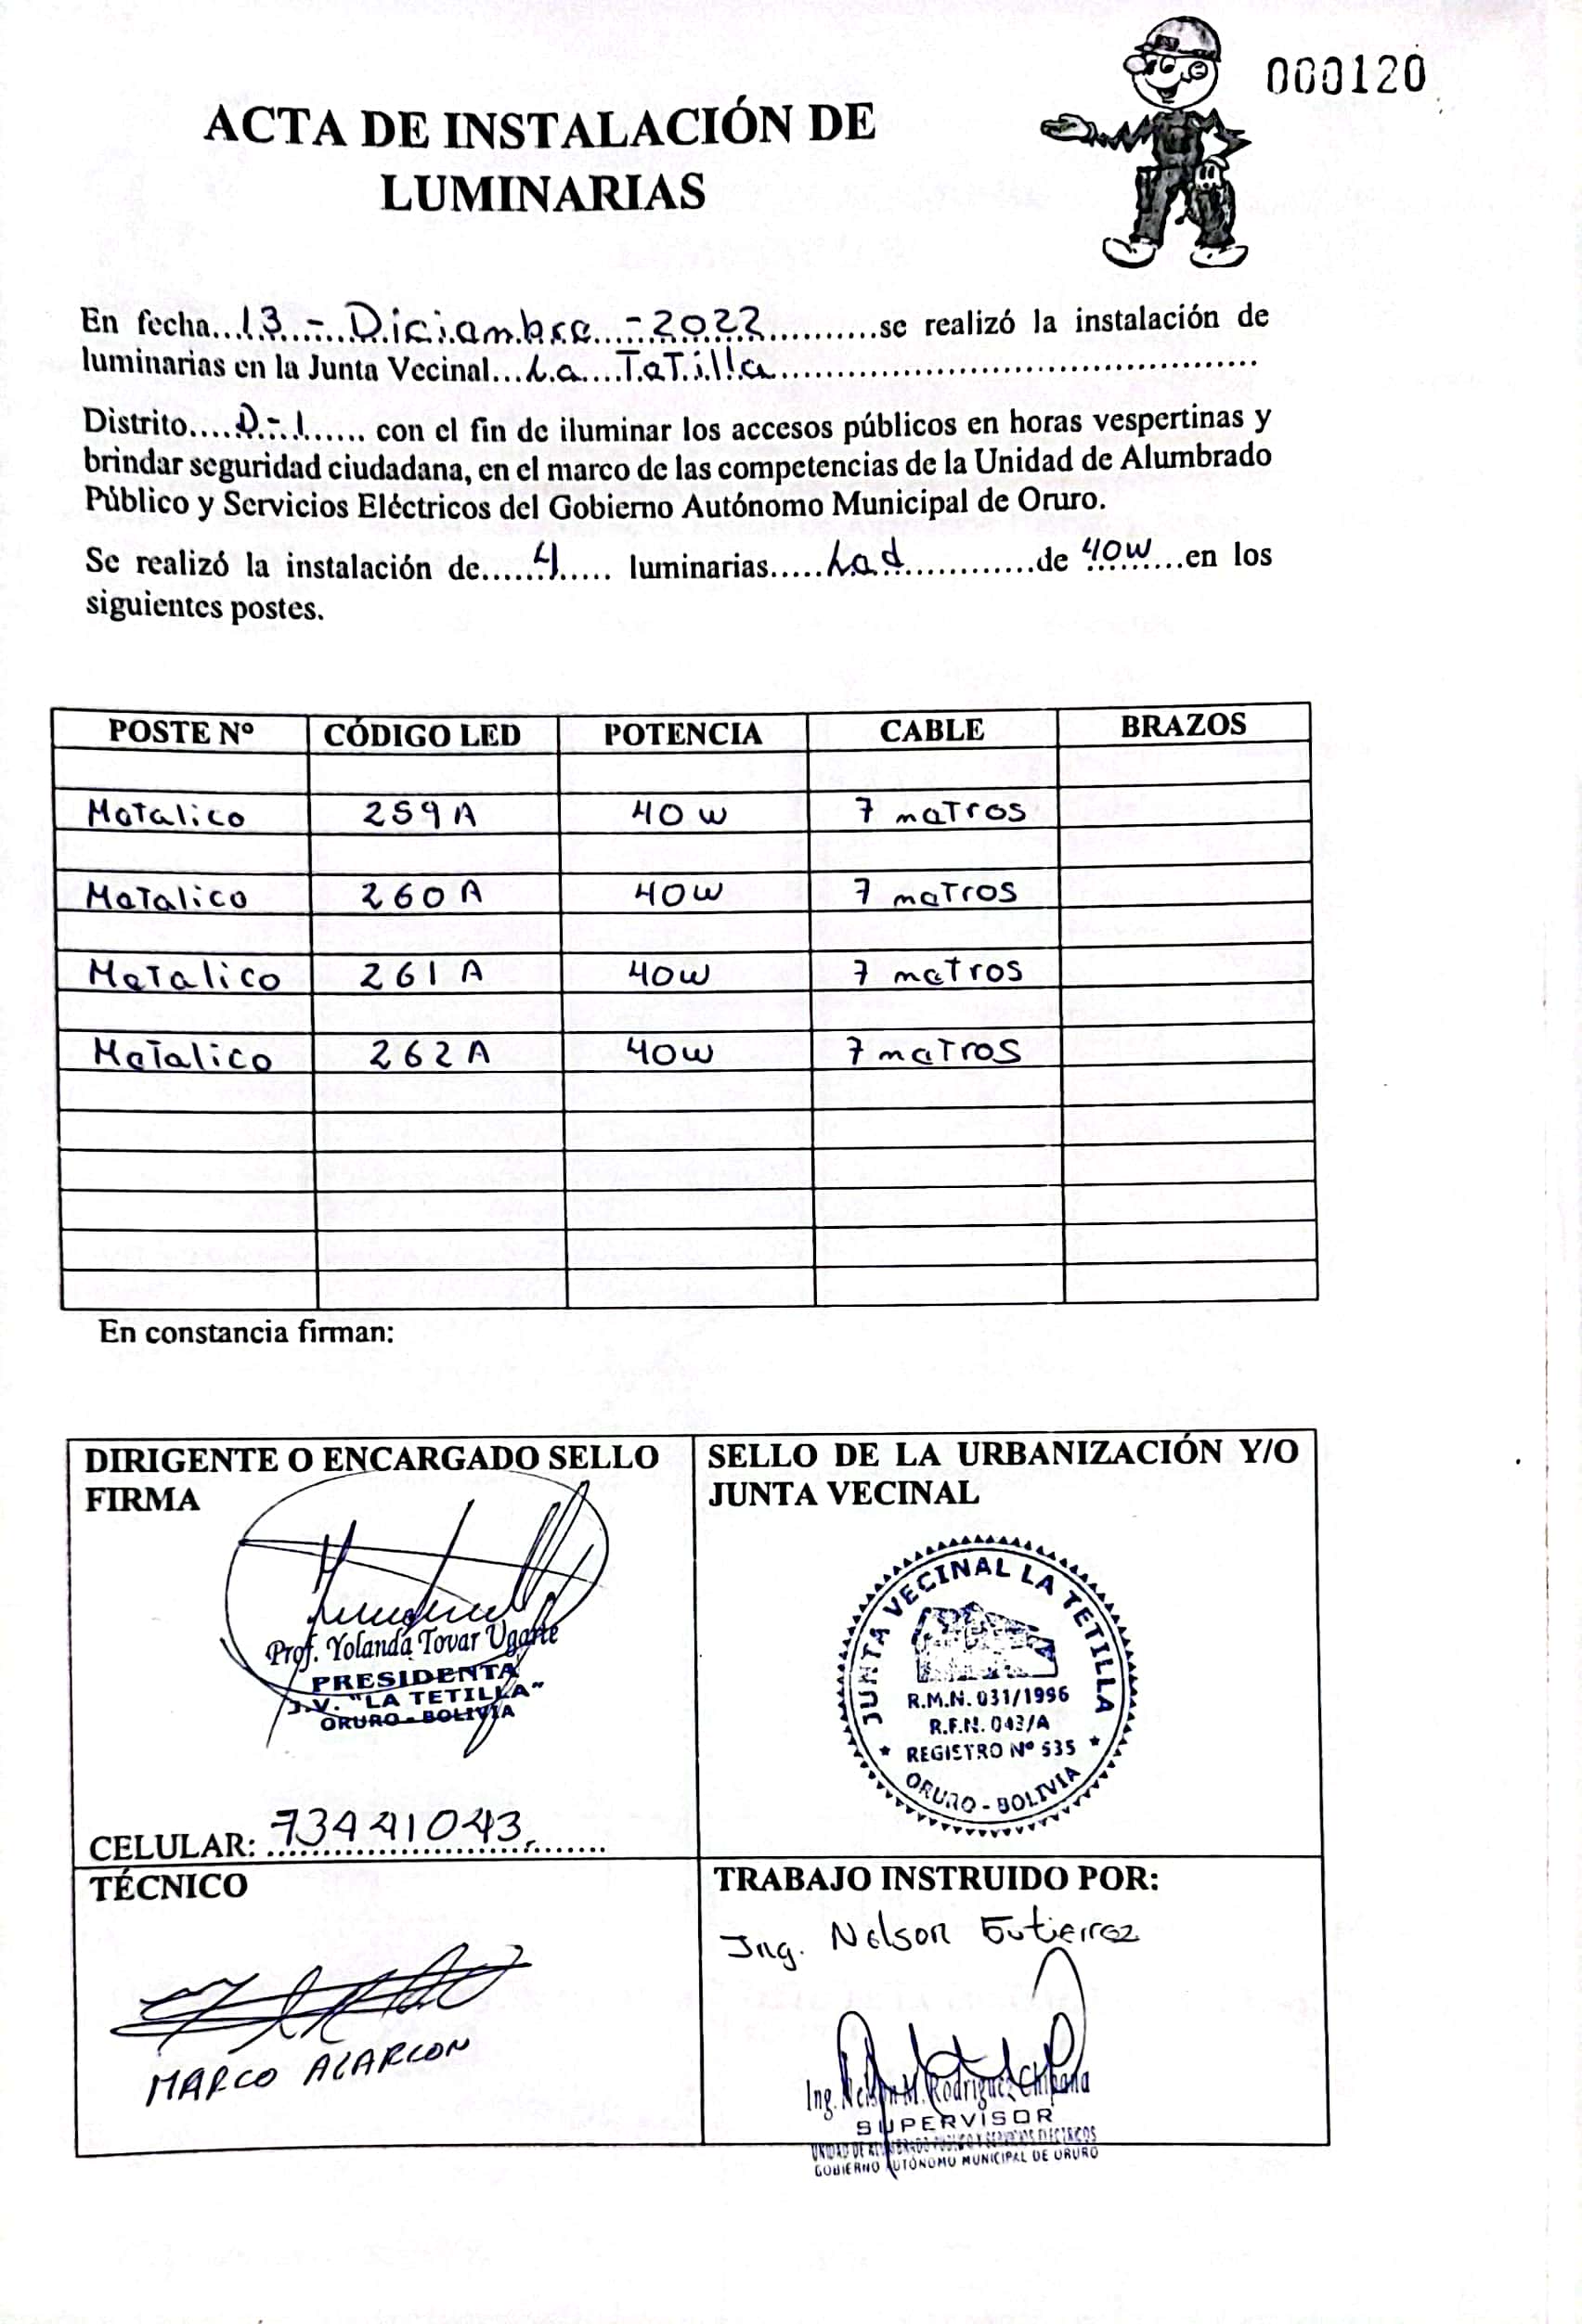 000120
ACTA DE INSTALACIÓN DE
LUMINARIAS
En fecha...13.-.Diciembre.-2022..........se realizó la instalación de
luminarias en la Junta Vecinal...La...TeTilla.............................................
Distrito....D-1...... con el fin de iluminar los accesos públicos en horas vespertinas y
brindar seguridad ciudadana, en el marco de las competencias de la Unidad de Alumbrado
Público y Servicios Eléctricos del Gobierno Autónomo Municipal de Oruro.
Se realizó la instalación de......4..... luminarias.....Led............de 40W...en los
siguientes postes.
POSTE Nº CÓDIGO LED POTENCIA CABLE BRAZOS
MeTalico 259A 40w 7 meTros
MeTalico 260A 40w 7 meTros
MeTalico 261A 40w 7 meTros
MeTalico 262A 40w 7 meTros
En constancia firman:
DIRIGENTE O ENCARGADO SELLO
FIRMA
Prof. Yolanda Tovar Ugarte
PRESIDENTA
J.V. "LA TETILLA"
ORURO - BOLIVIA
CELULAR: 73441043
SELLO DE LA URBANIZACIÓN Y/O
JUNTA VECINAL
JUNTA VECINAL LA TETILLA
R.M.N. 031/1996
R.F.N. 043/A
* REGISTRO Nº 535 *
ORURO - BOLIVIA
TÉCNICO
MARCO ALARCON
TRABAJO INSTRUIDO POR:
Ing. Nelson Gutierrez
Ing. Nelson M. Rodriguez Chipana
SUPERVISOR
UNIDAD DE ALUMBRADO PUBLICO Y SERVICIOS ELECTRICOS
GOBIERNO AUTÓNOMO MUNICIPAL DE ORURO